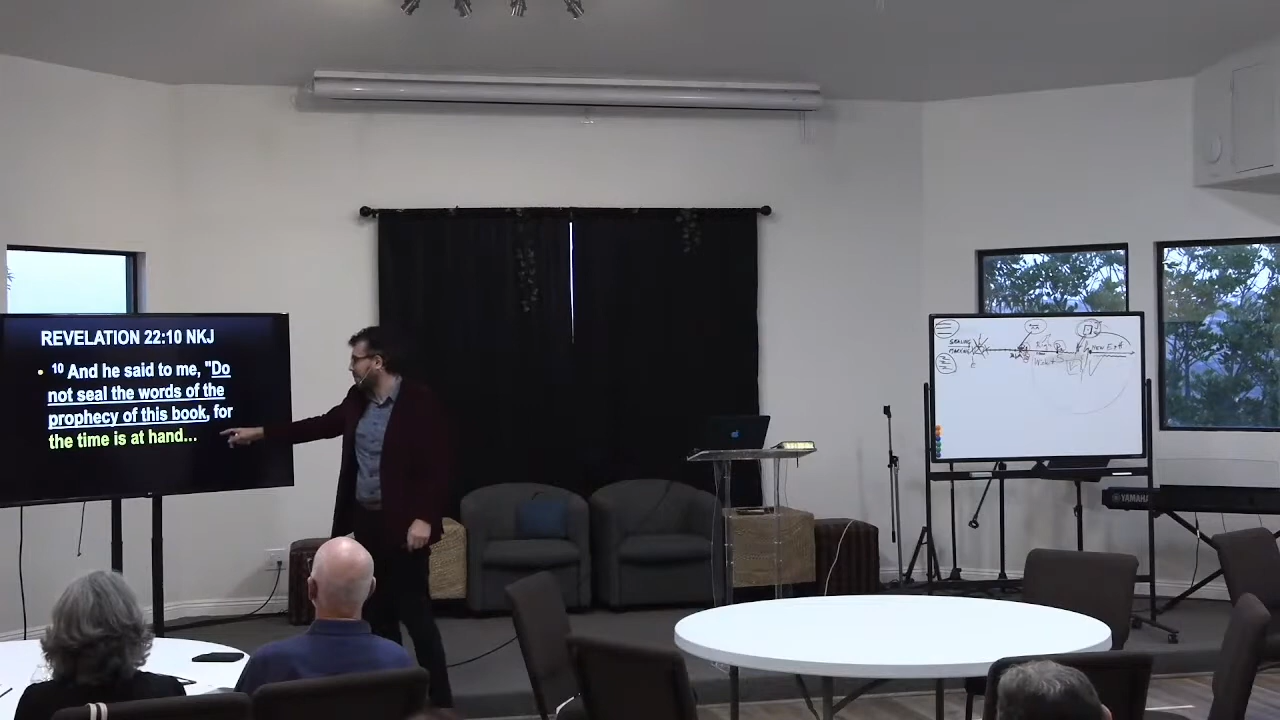 REVELATION 22:10 NKJ
• 10 And he said to me, "Do
not seal the words of the
prophecy of this book, for
the time is at hand...
YAMAHA